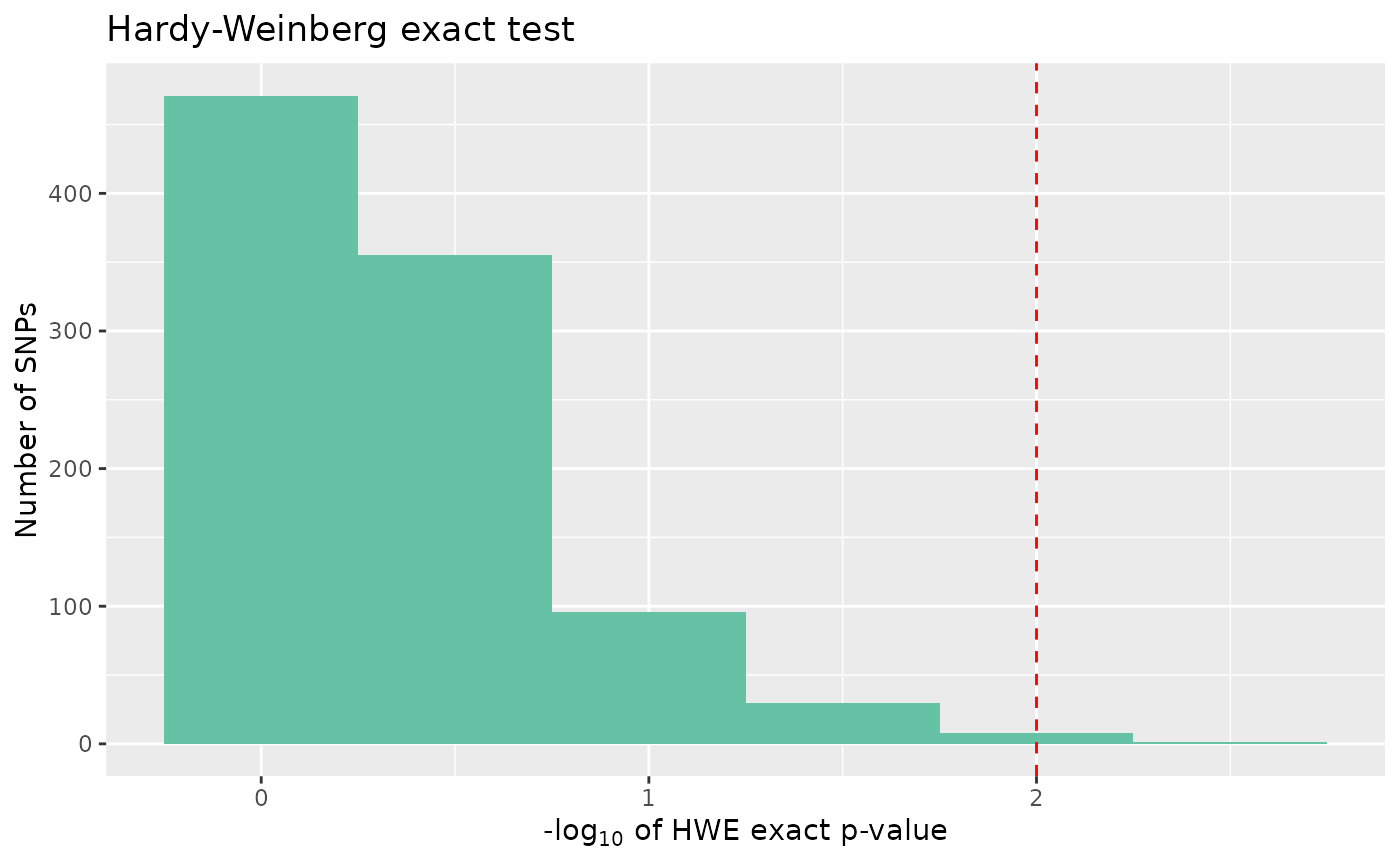 Hardy-Weinberg exact test
Number of SNPs
400
300
200
100
0
0 1 2
-log₁₀ of HWE exact p-value